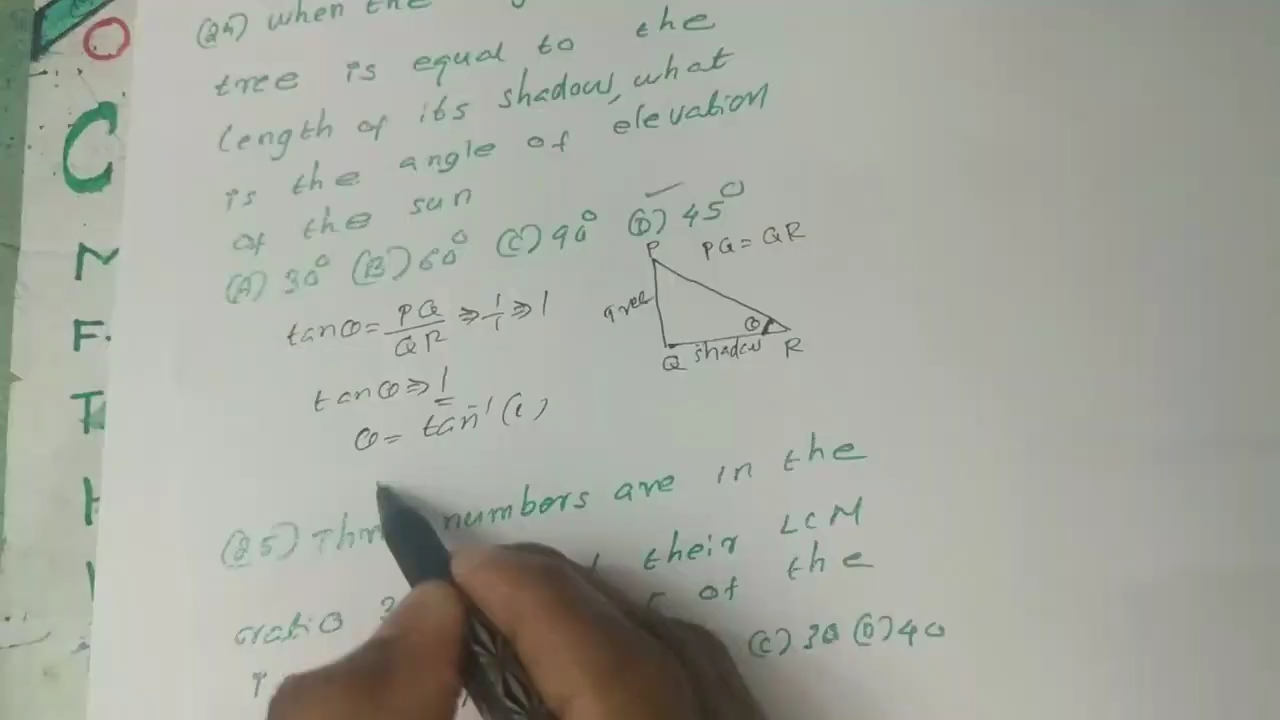 O
C
M
F.
T
H
(24) when the
tree is equal to the
length of its shadow, what
is the angle of elevation
of the sun
(A) 30° (B) 60° (C) 90° (D) 45°
P
PQ = QR
tree
θ
Q shadow R
tanθ = PQ/QR ⇒ 1/1 ⇒ 1
tanθ ⇒ 1
θ = tan⁻¹(1)
(25) numbers are in the
ratio 3 their LCM
of the
(C) 30 (D) 40